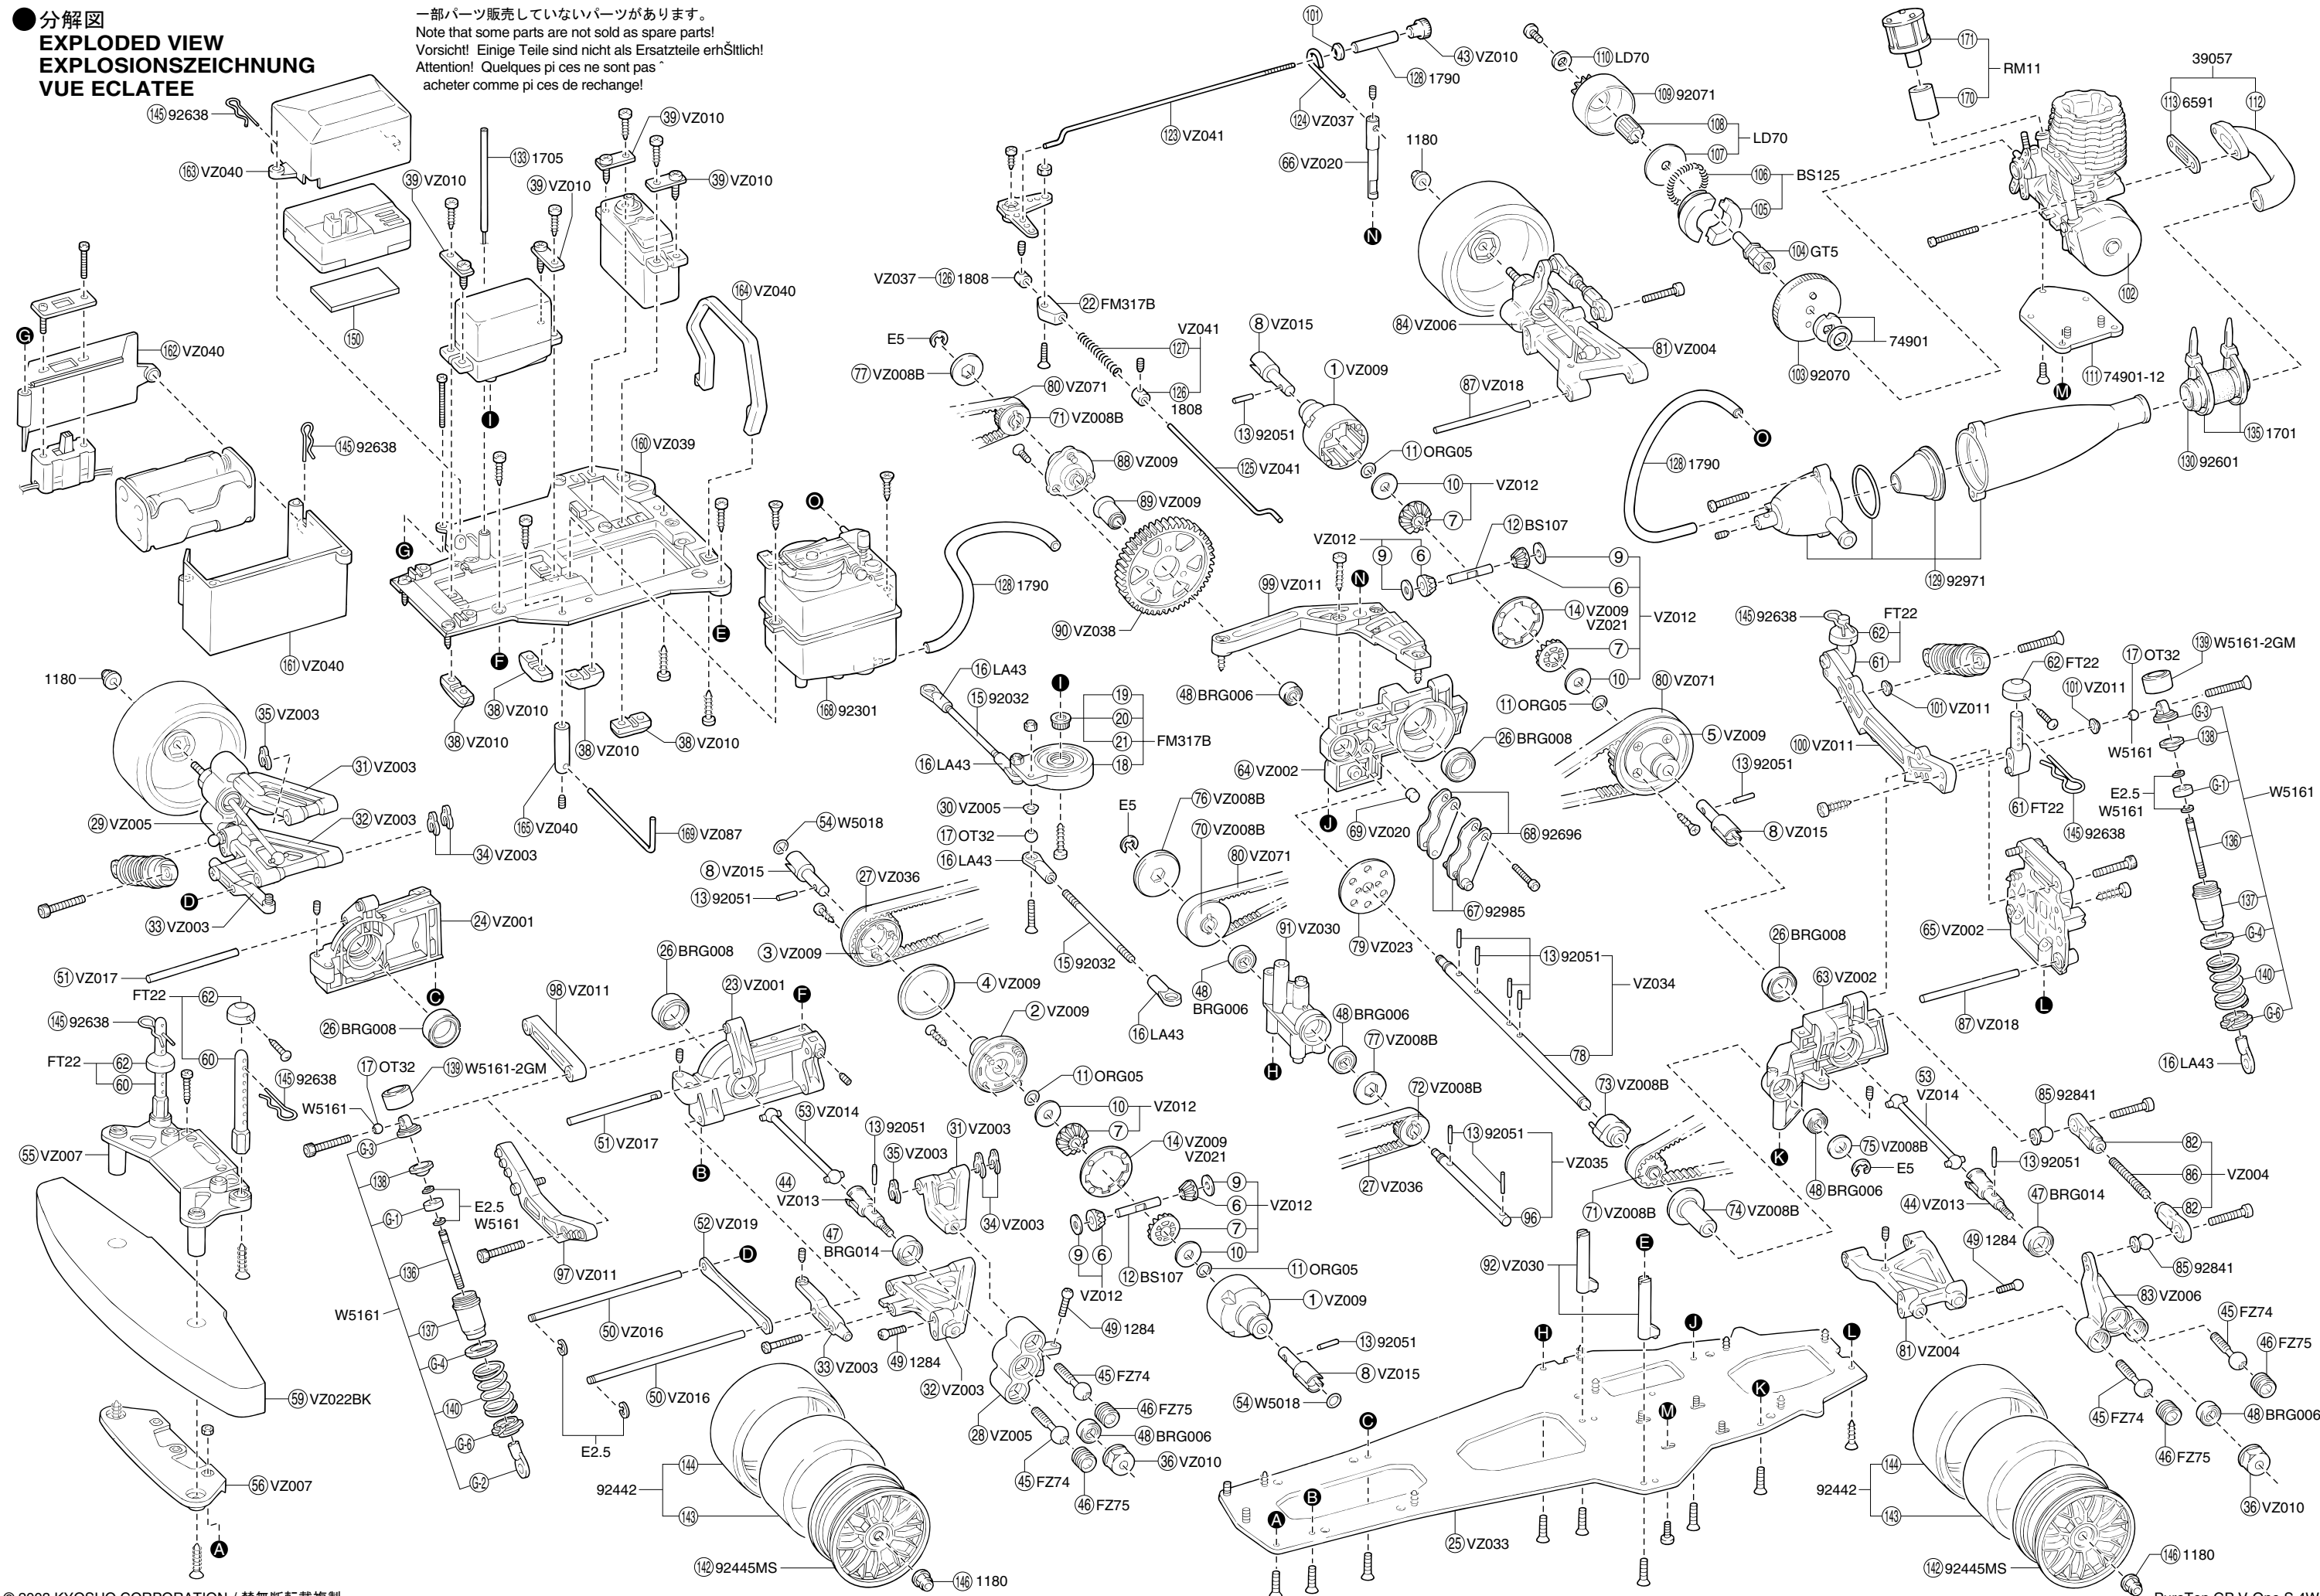 ●分解図
EXPLODED VIEW
EXPLOSIONSZEICHNUNG
VUE ECLATEE
一部パーツ販売していないパーツがあります。
Note that some parts are not sold as spare parts!
Vorsicht! Einige Teile sind nicht als Ersatzteile erhŠltlich!
Attention! Quelques pi ces ne sont pas ˆ
acheter comme pi ces de rechange!
145 92638
163 VZ040
150
133 1705
39 VZ010
39 VZ010
39 VZ010
39 VZ010
G
162 VZ040
I
164 VZ040
145 92638
160 VZ039
G
161 VZ040
F
E
38 VZ010
38 VZ010
38 VZ010
38 VZ010
165 VZ040
169 VZ087
O
168 92301
128 1790
101
43 VZ010
128 1790
123 VZ041
124 VZ037
66 VZ020
N
VZ037 126 1808
22 FM317B
VZ041
127
126
1808
125 VZ041
E5
77 VZ008B
80 VZ071
71 VZ008B
88 VZ009
89 VZ009
90 VZ038
110 LD70
109 92071
108
107
LD70
106
105
BS125
104 GT5
103 92070
74901
1180
84 VZ006
81 VZ004
87 VZ018
8 VZ015
1 VZ009
13 92051
11 ORG05
10
7
VZ012
12 BS107
VZ012
9
6
9
6
14 VZ009
VZ021
7
10
VZ012
11 ORG05
171
170
RM11
39057
113 6591
112
102
111 74901-12
M
135 1701
130 92601
128 1790
O
129 92971
99 VZ011
N
48 BRG006
64 VZ002
J
26 BRG008
69 VZ020
68 92696
67 92985
79 VZ023
80 VZ071
5 VZ009
13 92051
8 VZ015
145 92638
FT22
62
61
101 VZ011
100 VZ011
62 FT22
61 FT22
145 92638
101 VZ011
17 OT32
139 W5161-2GM
W5161
G-3
138
E2.5
W5161
G-1
136
137
G-4
140
G-6
W5161
16 LA43
65 VZ002
L
87 VZ018
1180
35 VZ003
31 VZ003
29 VZ005
32 VZ003
34 VZ003
D
33 VZ003
24 VZ001
51 VZ017
C
26 BRG008
FT22
62
60
145 92638
FT22
62
60
145 92638
55 VZ007
59 VZ022BK
56 VZ007
A
17 OT32
139 W5161-2GM
W5161
G-3
138
G-1
E2.5
W5161
136
W5161
137
G-4
140
G-6
G-2
98 VZ011
97 VZ011
16 LA43
15 92032
16 LA43
I
19
20
21
18
FM317B
30 VZ005
17 OT32
16 LA43
15 92032
16 LA43
54 W5018
8 VZ015
13 92051
27 VZ036
3 VZ009
4 VZ009
2 VZ009
26 BRG008
23 VZ001
F
51 VZ017
B
53 VZ014
13 92051
44
VZ013
35 VZ003
31 VZ003
34 VZ003
47
BRG014
52 VZ019
D
50 VZ016
50 VZ016
E2.5
33 VZ003
49 1284
32 VZ003
28 VZ005
49 1284
45 FZ74
46 FZ75
48 BRG006
36 VZ010
45 FZ74
46 FZ75
92442
144
143
142 92445MS
146 1180
11 ORG05
10
7
VZ012
14 VZ009
VZ021
9
6
7
10
VZ012
9
6
VZ012
12 BS107
11 ORG05
1 VZ009
13 92051
8 VZ015
54 W5018
E5
76 VZ008B
70 VZ008B
80 VZ071
48
BRG006
91 VZ030
H
48 BRG006
77 VZ008B
72 VZ008B
27 VZ036
13 92051
VZ034
78
13 92051
VZ035
96
73 VZ008B
71 VZ008B
74 VZ008B
92 VZ030
E
26 BRG008
63 VZ002
K
48 BRG006
75 VZ008B
E5
53
VZ014
13 92051
44 VZ013
47 BRG014
85 92841
82
86
82
VZ004
85 92841
49 1284
83 VZ006
81 VZ004
45 FZ74
46 FZ75
45 FZ74
46 FZ75
48 BRG006
36 VZ010
92442
144
143
142 92445MS
146 1180
H
J
L
K
M
C
B
A
25 VZ033